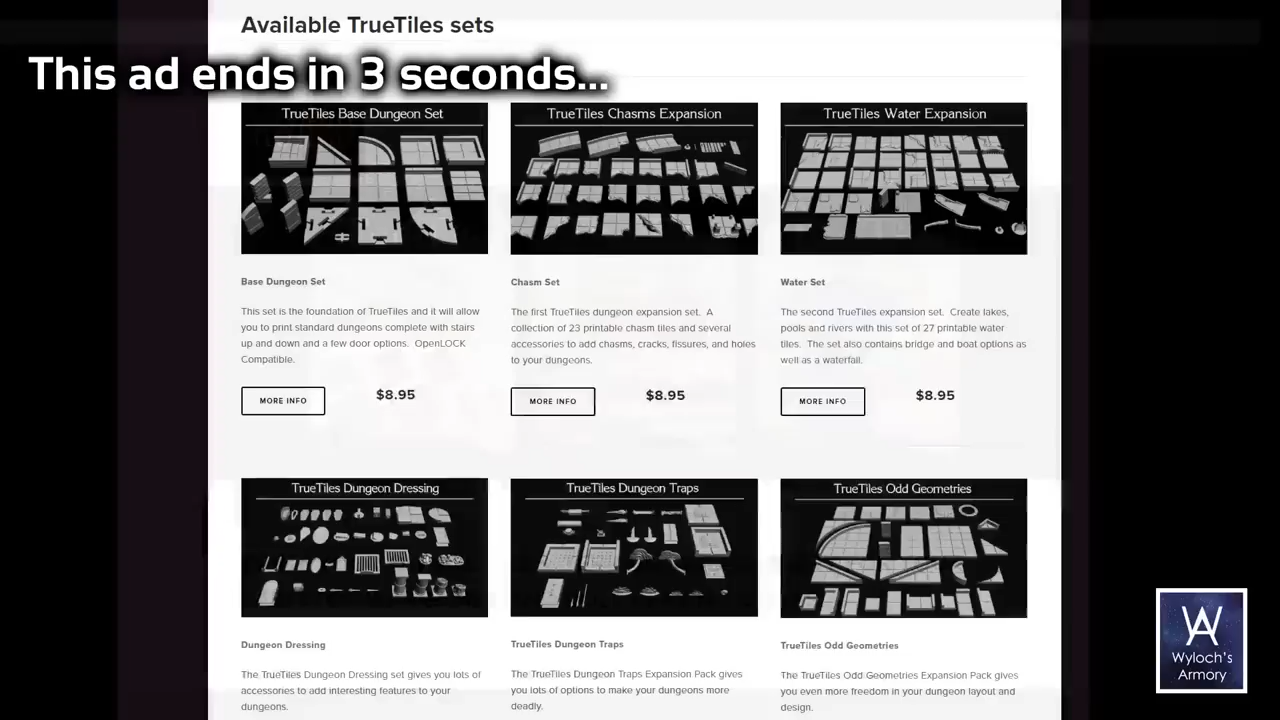 Available TrueTiles sets
This ad ends in 3 seconds...
TrueTiles Base Dungeon Set
TrueTiles Chasms Expansion
TrueTiles Water Expansion
Base Dungeon Set
This set is the foundation of TrueTiles and it will allow
you to print standard dungeons complete with stairs
up and down and a few door options.  OpenLOCK
Compatible.
MORE INFO
$8.95
Chasm Set
The first TrueTiles dungeon expansion set.  A
collection of 23 printable chasm tiles and several
accessories to add chasms, cracks, fissures, and holes
to your dungeons.
MORE INFO
$8.95
Water Set
The second TrueTiles expansion set.  Create lakes,
pools and rivers with this set of 27 printable water
tiles.  The set also contains bridge and boat options as
well as a waterfall.
MORE INFO
$8.95
TrueTiles Dungeon Dressing
TrueTiles Dungeon Traps
TrueTiles Odd Geometries
Dungeon Dressing
The TrueTiles Dungeon Dressing set gives you lots of
accessories to add interesting features to your
dungeons.
TrueTiles Dungeon Traps
The TrueTiles Dungeon Traps Expansion Pack gives
you lots of options to make your dungeons more
deadly.
TrueTiles Odd Geometries
The TrueTiles Odd Geometries Expansion Pack gives
you even more freedom in your dungeon layout and
design.
WA
Wyloch's
Armory